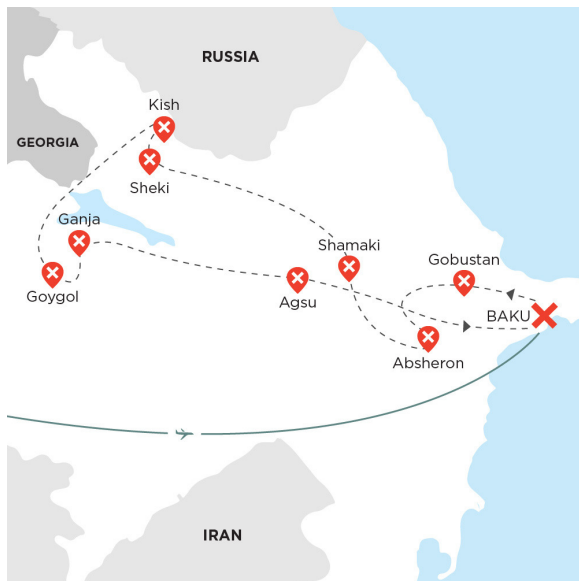 RUSSIA
Kish
GEORGIA
Sheki
Ganja
Shamaki
Gobustan
Goygol
Agsu
BAKU
Absheron
IRAN